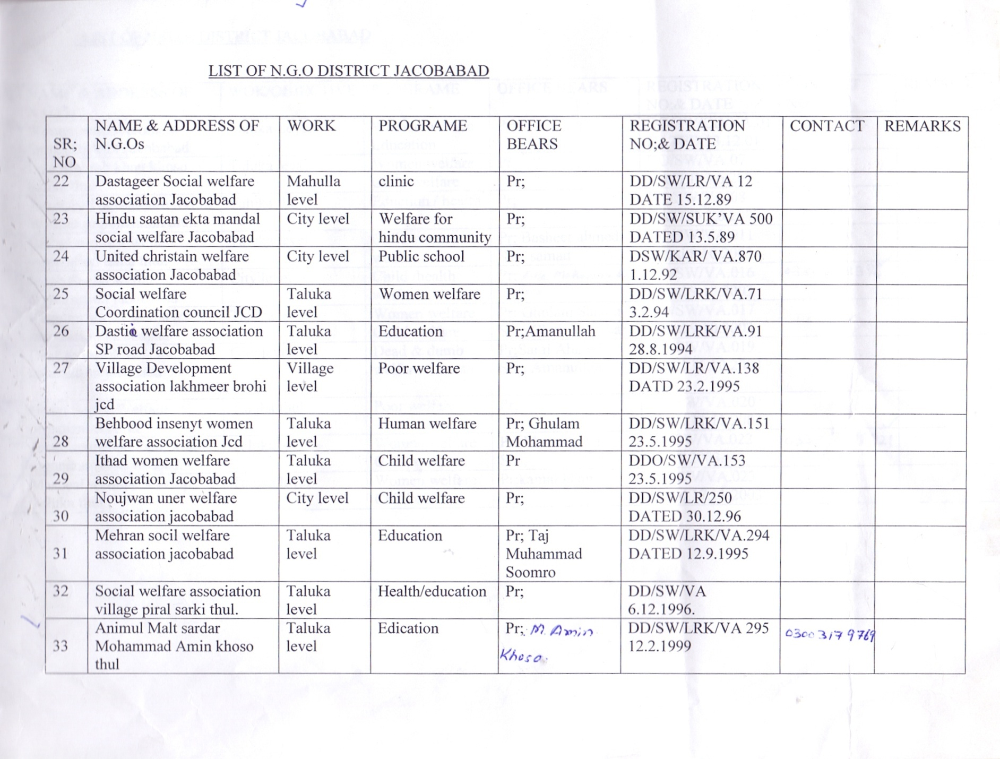 LIST OF N.G.O DISTRICT JACOBABAD
SR; NO	NAME & ADDRESS OF N.G.Os	WORK	PROGRAME	OFFICE BEARS	REGISTRATION NO;& DATE	CONTACT	REMARKS
22	Dastageer Social welfare association Jacobabad	Mahulla level	clinic	Pr;	DD/SW/LR/VA 12 DATE 15.12.89
23	Hindu saatan ekta mandal social welfare Jacobabad	City level	Welfare for hindu community	Pr;	DD/SW/SUK’VA 500 DATED 13.5.89
24	United christain welfare association Jacobabad	City level	Public school	Pr;	DSW/KAR/ VA.870 1.12.92
25	Social welfare Coordination council JCD	Taluka level	Women welfare	Pr;	DD/SW/LRK/VA.71 3.2.94
26	Dasti welfare association SP road Jacobabad	Taluka level	Education	Pr;Amanullah	DD/SW/LRK/VA.91 28.8.1994
27	Village Development association lakhmeer brohi jcd	Village level	Poor welfare	Pr;	DD/SW/LR/VA.138 DATD 23.2.1995
28	Behbood insenyt women welfare association Jcd	Taluka level	Human welfare	Pr; Ghulam Mohammad	DD/SW/LRK/VA.151 23.5.1995
29	Ithad women welfare association Jacobabad	Taluka level	Child welfare	Pr	DDO/SW/VA.153 23.5.1995
30	Noujwan uner welfare association jacobabad	City level	Child welfare	Pr;	DD/SW/LR/250 DATED 30.12.96
31	Mehran socil welfare association jacobabad	Taluka level	Education	Pr; Taj Muhammad Soomro	DD/SW/LRK/VA.294 DATED 12.9.1995
32	Social welfare association village piral sarki thul.	Taluka level	Health/education	Pr;	DD/SW/VA 6.12.1996.
33	Animul Malt sardar Mohammad Amin khoso thul	Taluka level	Edication	Pr; M. Amin Khoso.	DD/SW/LRK/VA 295 12.2.1999	0300 3179769